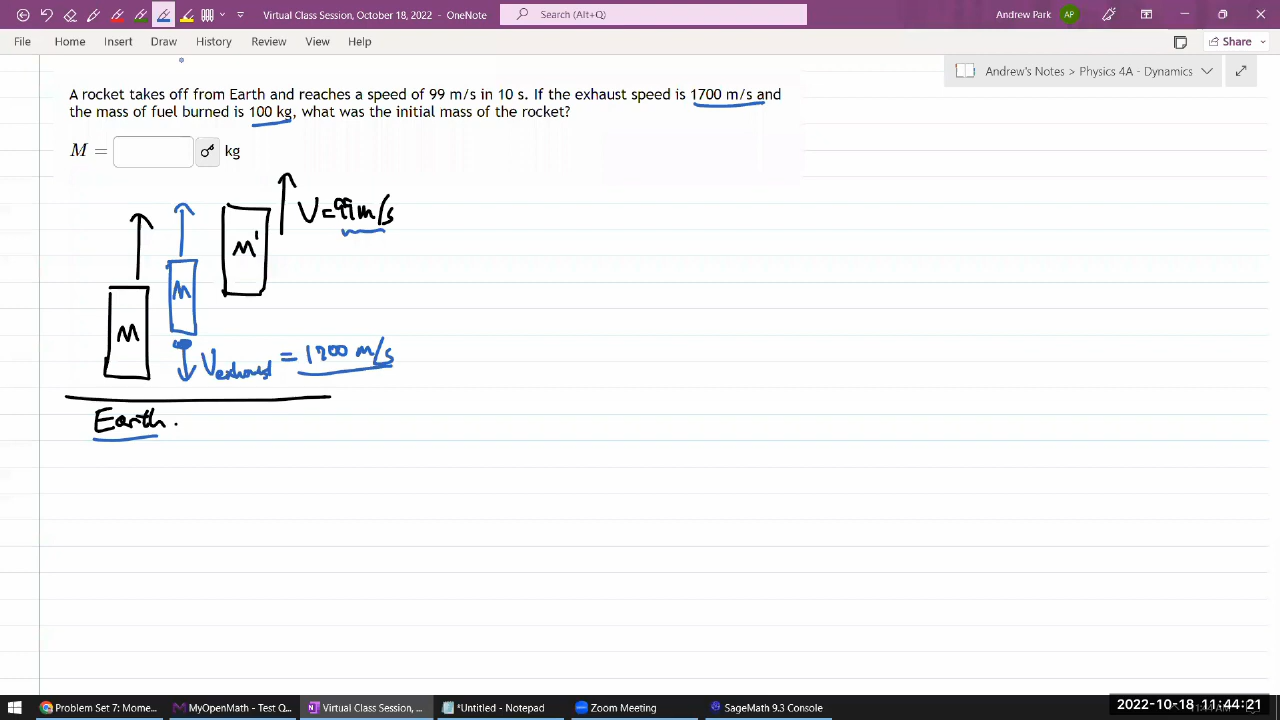 Virtual Class Session, October 18, 2022 - OneNote
Search (Alt+Q)
Andrew Park
AP
File Home Insert Draw History Review View Help
Share
Andrew's Notes > Physics 4A - Dynamics
A rocket takes off from Earth and reaches a speed of 99 m/s in 10 s. If the exhaust speed is 1700 m/s and
the mass of fuel burned is 100 kg, what was the initial mass of the rocket?
M = kg
V = 99 m/s
M'
M
M
Vexhaust = 1700 m/s
Earth.
Problem Set 7: Mome...
MyOpenMath - Test Q...
Virtual Class Session, ...
*Untitled - Notepad
Zoom Meeting
SageMath 9.3 Console
2022-10-18 11:44:21